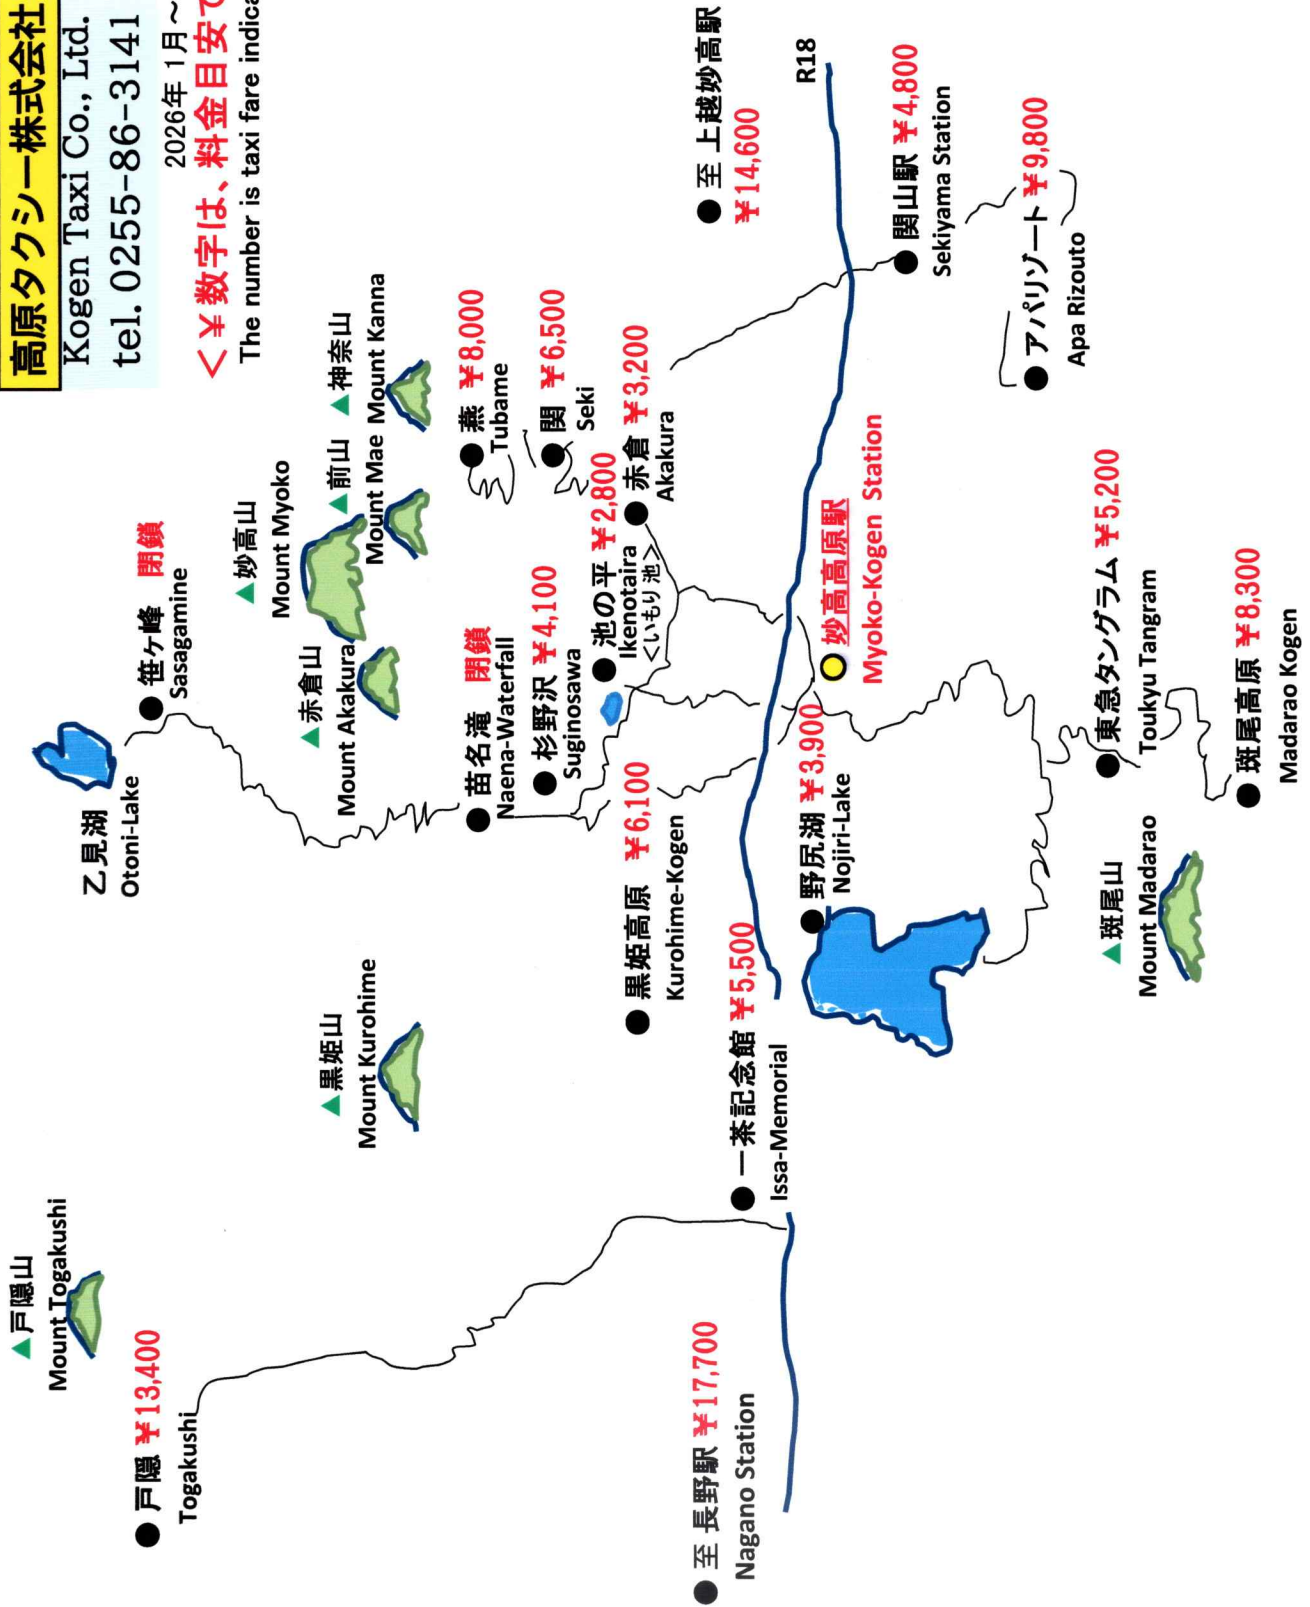 高原タクシー株式会社
Kogen Taxi Co., Ltd.
tel. 0255-86-3141
2026年 1月～
<￥数字は、料金目安で
The number is taxi fare indica
▲戸隠山
Mount Togakushi
●戸隠 ￥13,400
Togakushi
乙見湖
Otoni-Lake
●笹ヶ峰 閉鎖
Sasagamine
▲妙高山
Mount Myoko
▲赤倉山
Mount Akakura
▲前山
Mount Mae
▲神奈山
Mount Kanna
▲黒姫山
Mount Kurohime
●苗名滝 閉鎖
Naena-Waterfall
●燕 ￥8,000
Tubame
●杉野沢 ￥4,100
Suginosawa
●関 ￥6,500
Seki
●池の平 ￥2,800
Ikenotaira
<いもり池>
●赤倉 ￥3,200
Akakura
●黒姫高原 ￥6,100
Kurohime-Kogen
●至 長野駅 ￥17,700
Nagano Station
●一茶記念館 ￥5,500
Issa-Memorial
●至 上越妙高駅
￥14,600
R18
●野尻湖 ￥3,900
Nojiri-Lake
妙高高原駅
Myoko-Kogen Station
●関山駅 ￥4,800
Sekiyama Station
●アパリゾート ￥9,800
Apa Rizouto
▲斑尾山
Mount Madarao
●東急タングラム ￥5,200
Toukyu Tangram
●斑尾高原 ￥8,300
Madarao Kogen